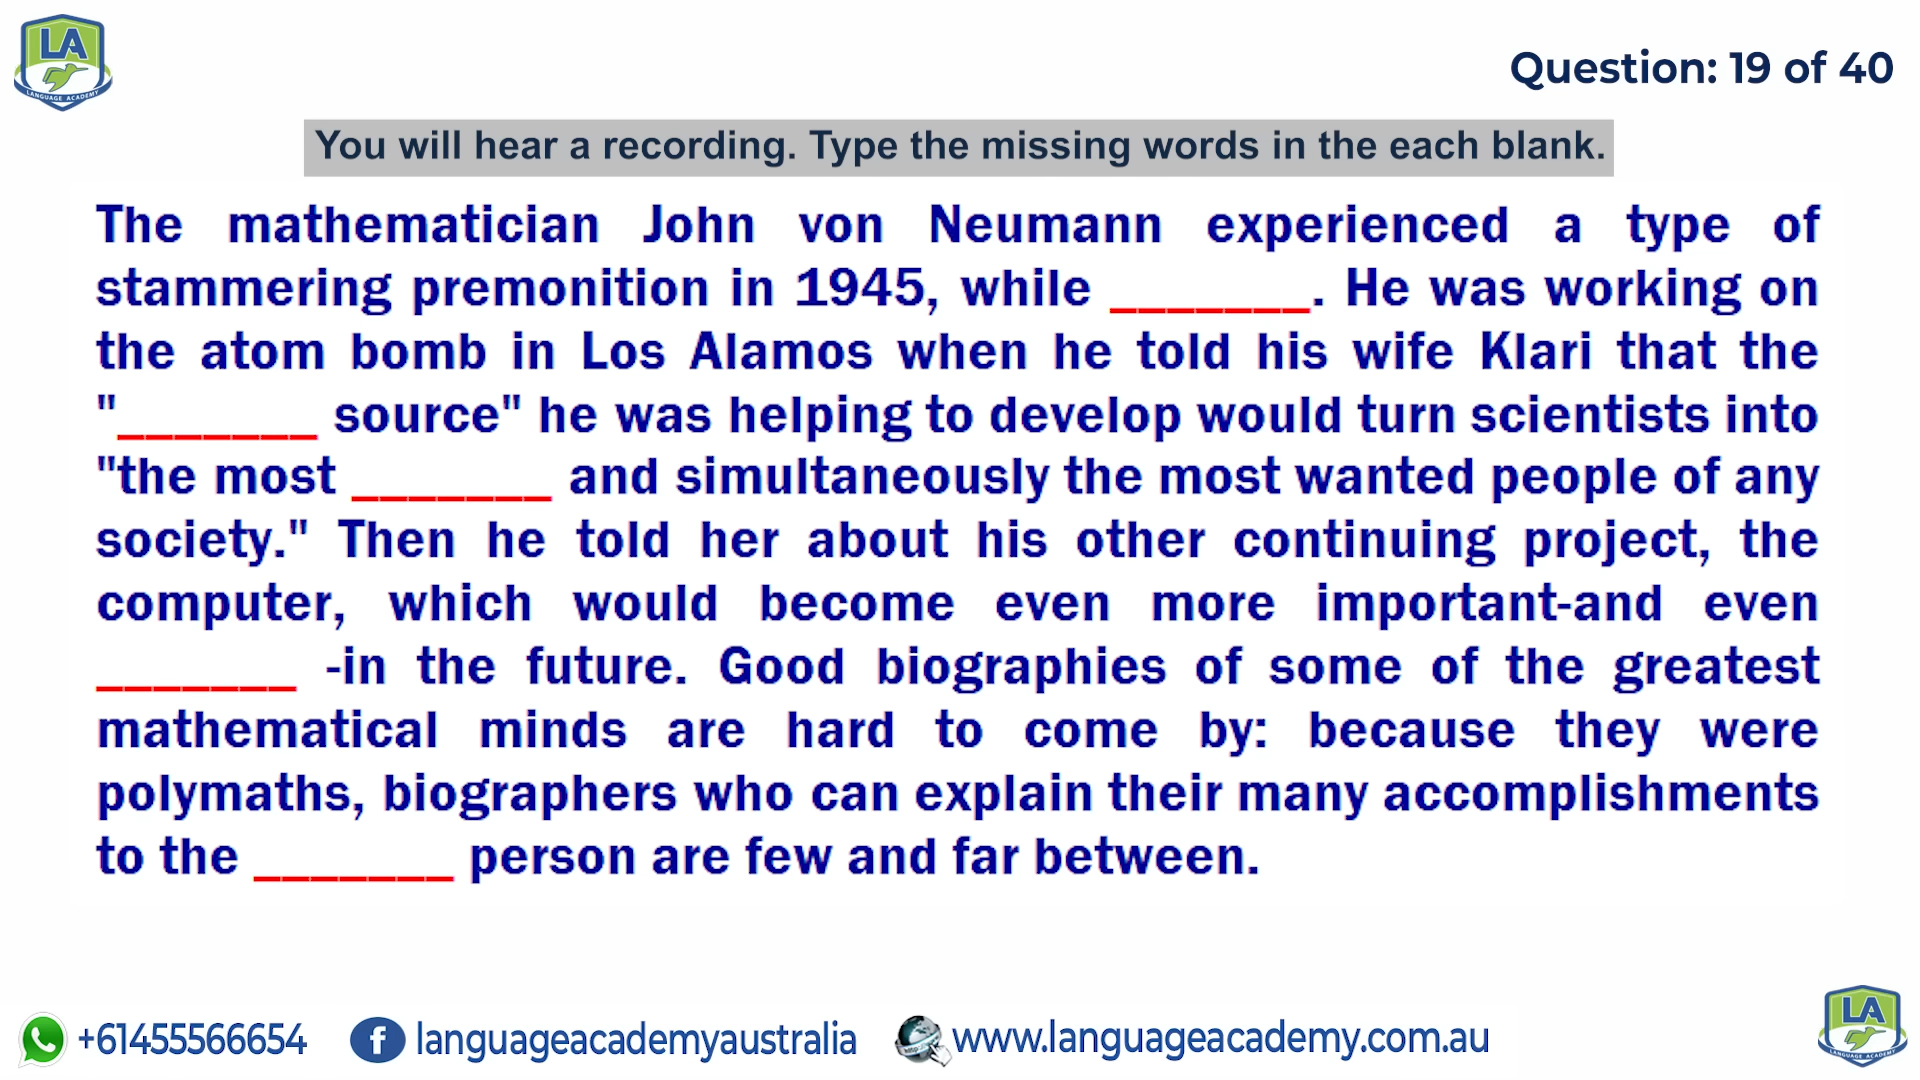 LA
LANGUAGE ACADEMY
Question: 19 of 40
You will hear a recording. Type the missing words in the each blank.
The mathematician John von Neumann experienced a type of
stammering premonition in 1945, while _______. He was working on
the atom bomb in Los Alamos when he told his wife Klari that the
"_______ source" he was helping to develop would turn scientists into
"the most _______ and simultaneously the most wanted people of any
society." Then he told her about his other continuing project, the
computer, which would become even more important-and even
_______ -in the future. Good biographies of some of the greatest
mathematical minds are hard to come by: because they were
polymaths, biographers who can explain their many accomplishments
to the _______ person are few and far between.
+61455566654 languageacademyaustralia www.languageacademy.com.au
LA
LANGUAGE ACADEMY